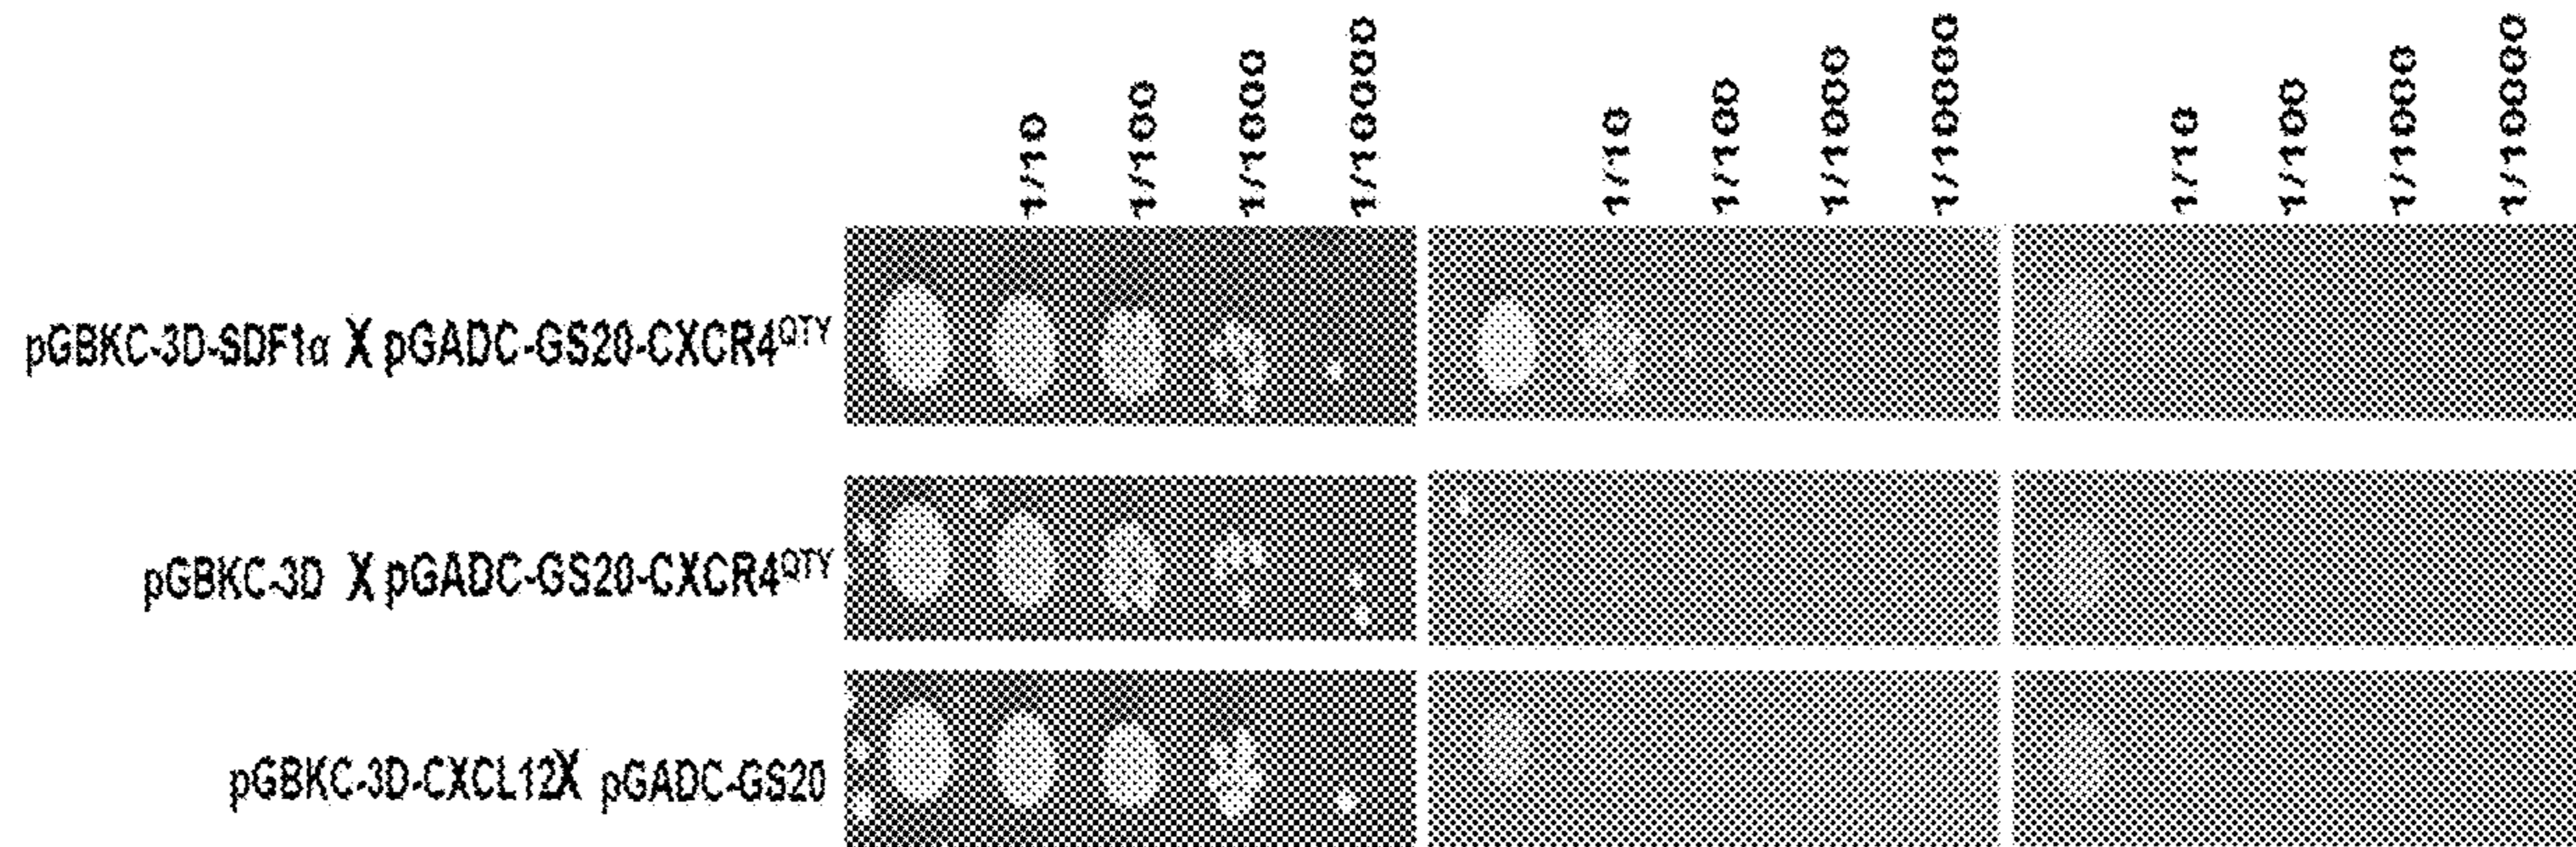 1/10 1/100 1/1000 1/10000 1/10 1/100 1/1000 1/10000 1/10 1/100 1/1000 1/10000
pGBKC-3D-SDF1α X pGADC-GS20-CXCR4QTY
pGBKC-3D X pGADC-GS20-CXCR4QTY
pGBKC-3D-CXCL12X pGADC-GS20